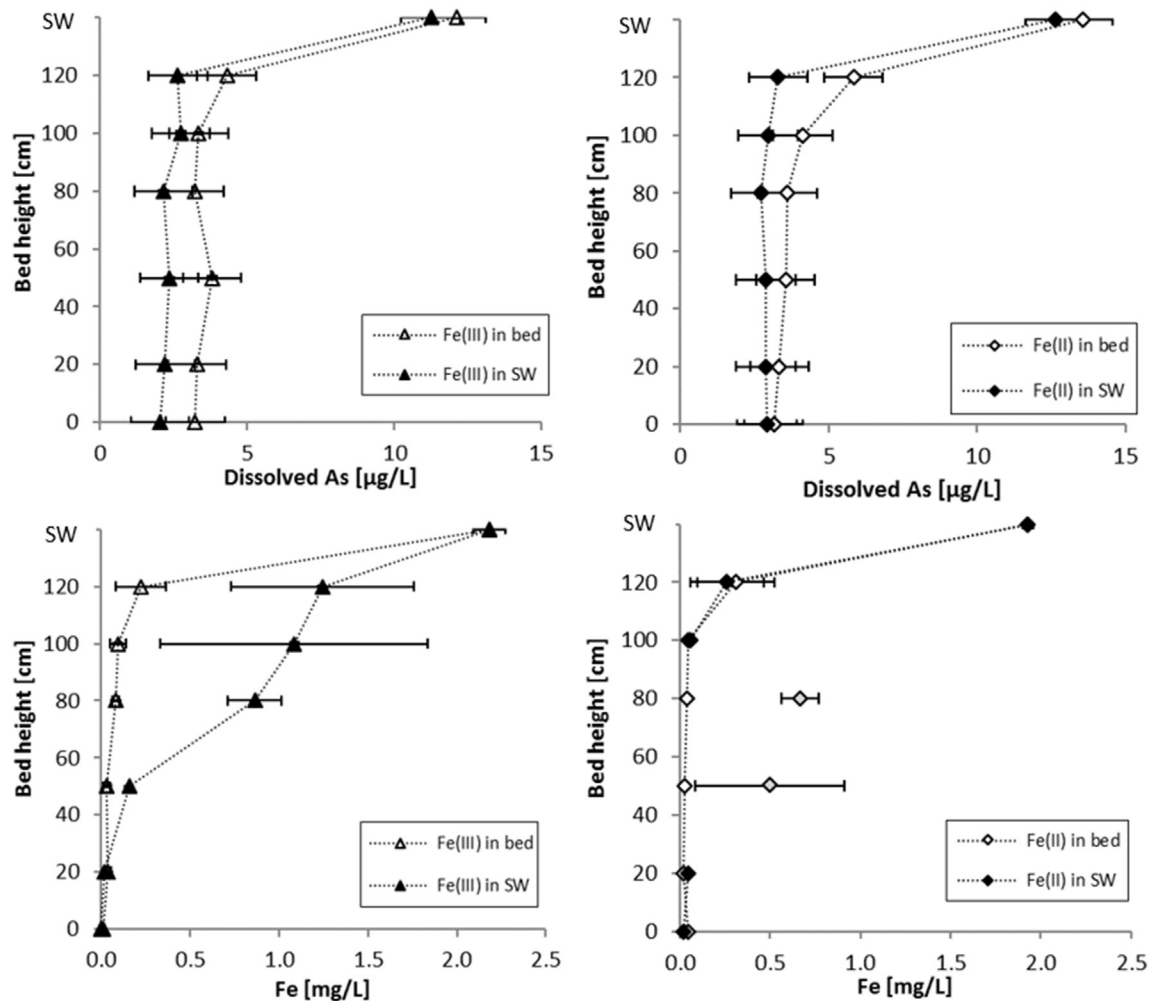 SW
120
100
80
60
40
20
0
Bed height [cm]
Fe(III) in bed
Fe(III) in SW
0 5 10 15
Dissolved As [µg/L]
SW
120
100
80
60
40
20
0
Bed height [cm]
Fe(II) in bed
Fe(II) in SW
0 5 10 15
Dissolved As [µg/L]
SW
120
100
80
60
40
20
0
Bed height [cm]
Fe(III) in bed
Fe(III) in SW
0.0 0.5 1.0 1.5 2.0 2.5
Fe [mg/L]
SW
120
100
80
60
40
20
0
Bed height [cm]
Fe(II) in bed
Fe(II) in SW
0.0 0.5 1.0 1.5 2.0 2.5
Fe [mg/L]